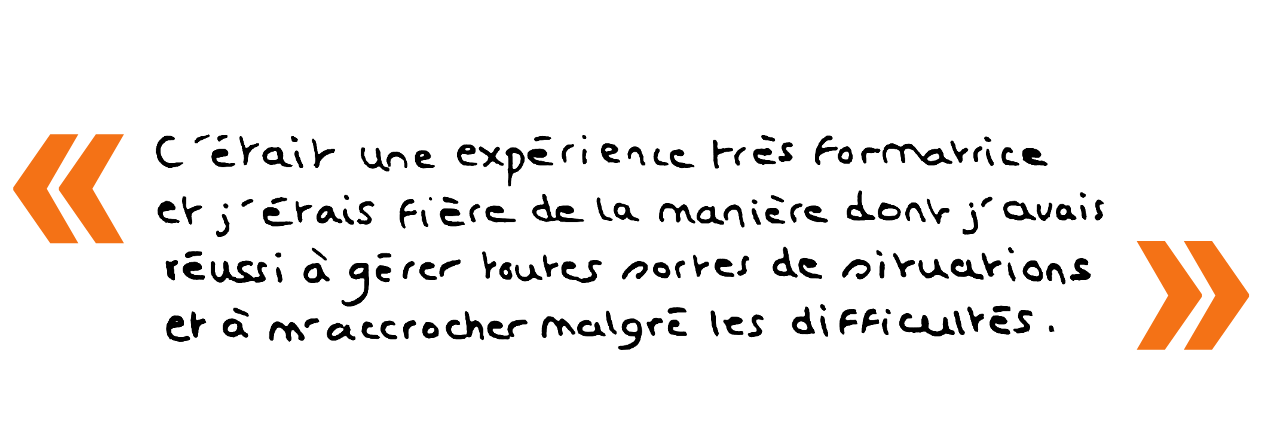 « C'était une expérience très formatrice
et j'étais fière de la manière dont j'avais
réussi à gérer toutes sortes de situations
et à m'accrocher malgré les difficultés. »